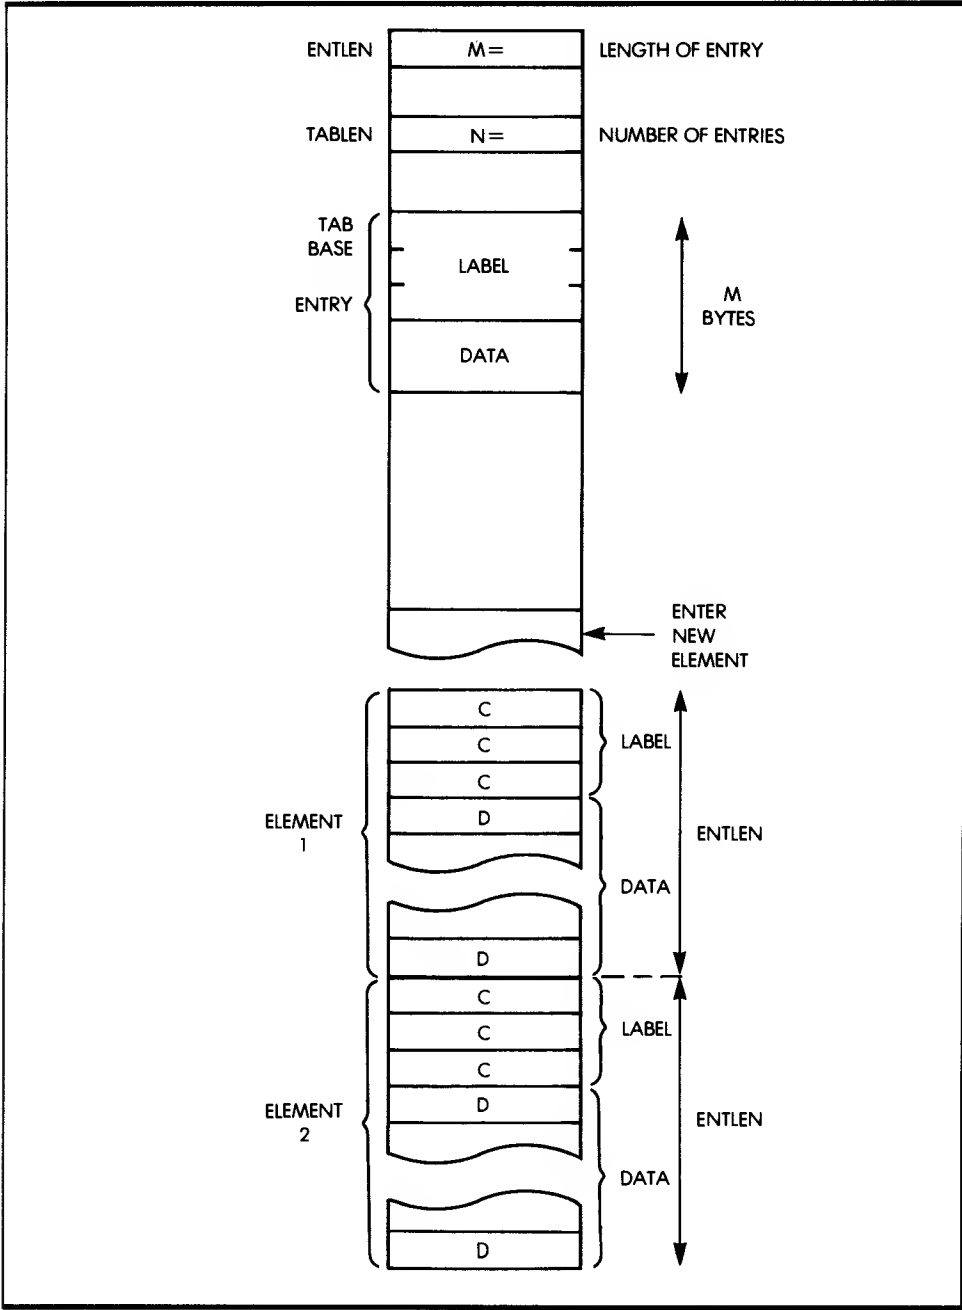 ENTLEN M= LENGTH OF ENTRY
TABLEN N= NUMBER OF ENTRIES
TAB
BASE
LABEL
ENTRY
M
BYTES
DATA
ENTER
NEW
ELEMENT
C
C LABEL
C
D
ELEMENT
1
ENTLEN
DATA
D
C
C LABEL
C
D
ELEMENT
2
ENTLEN
DATA
D